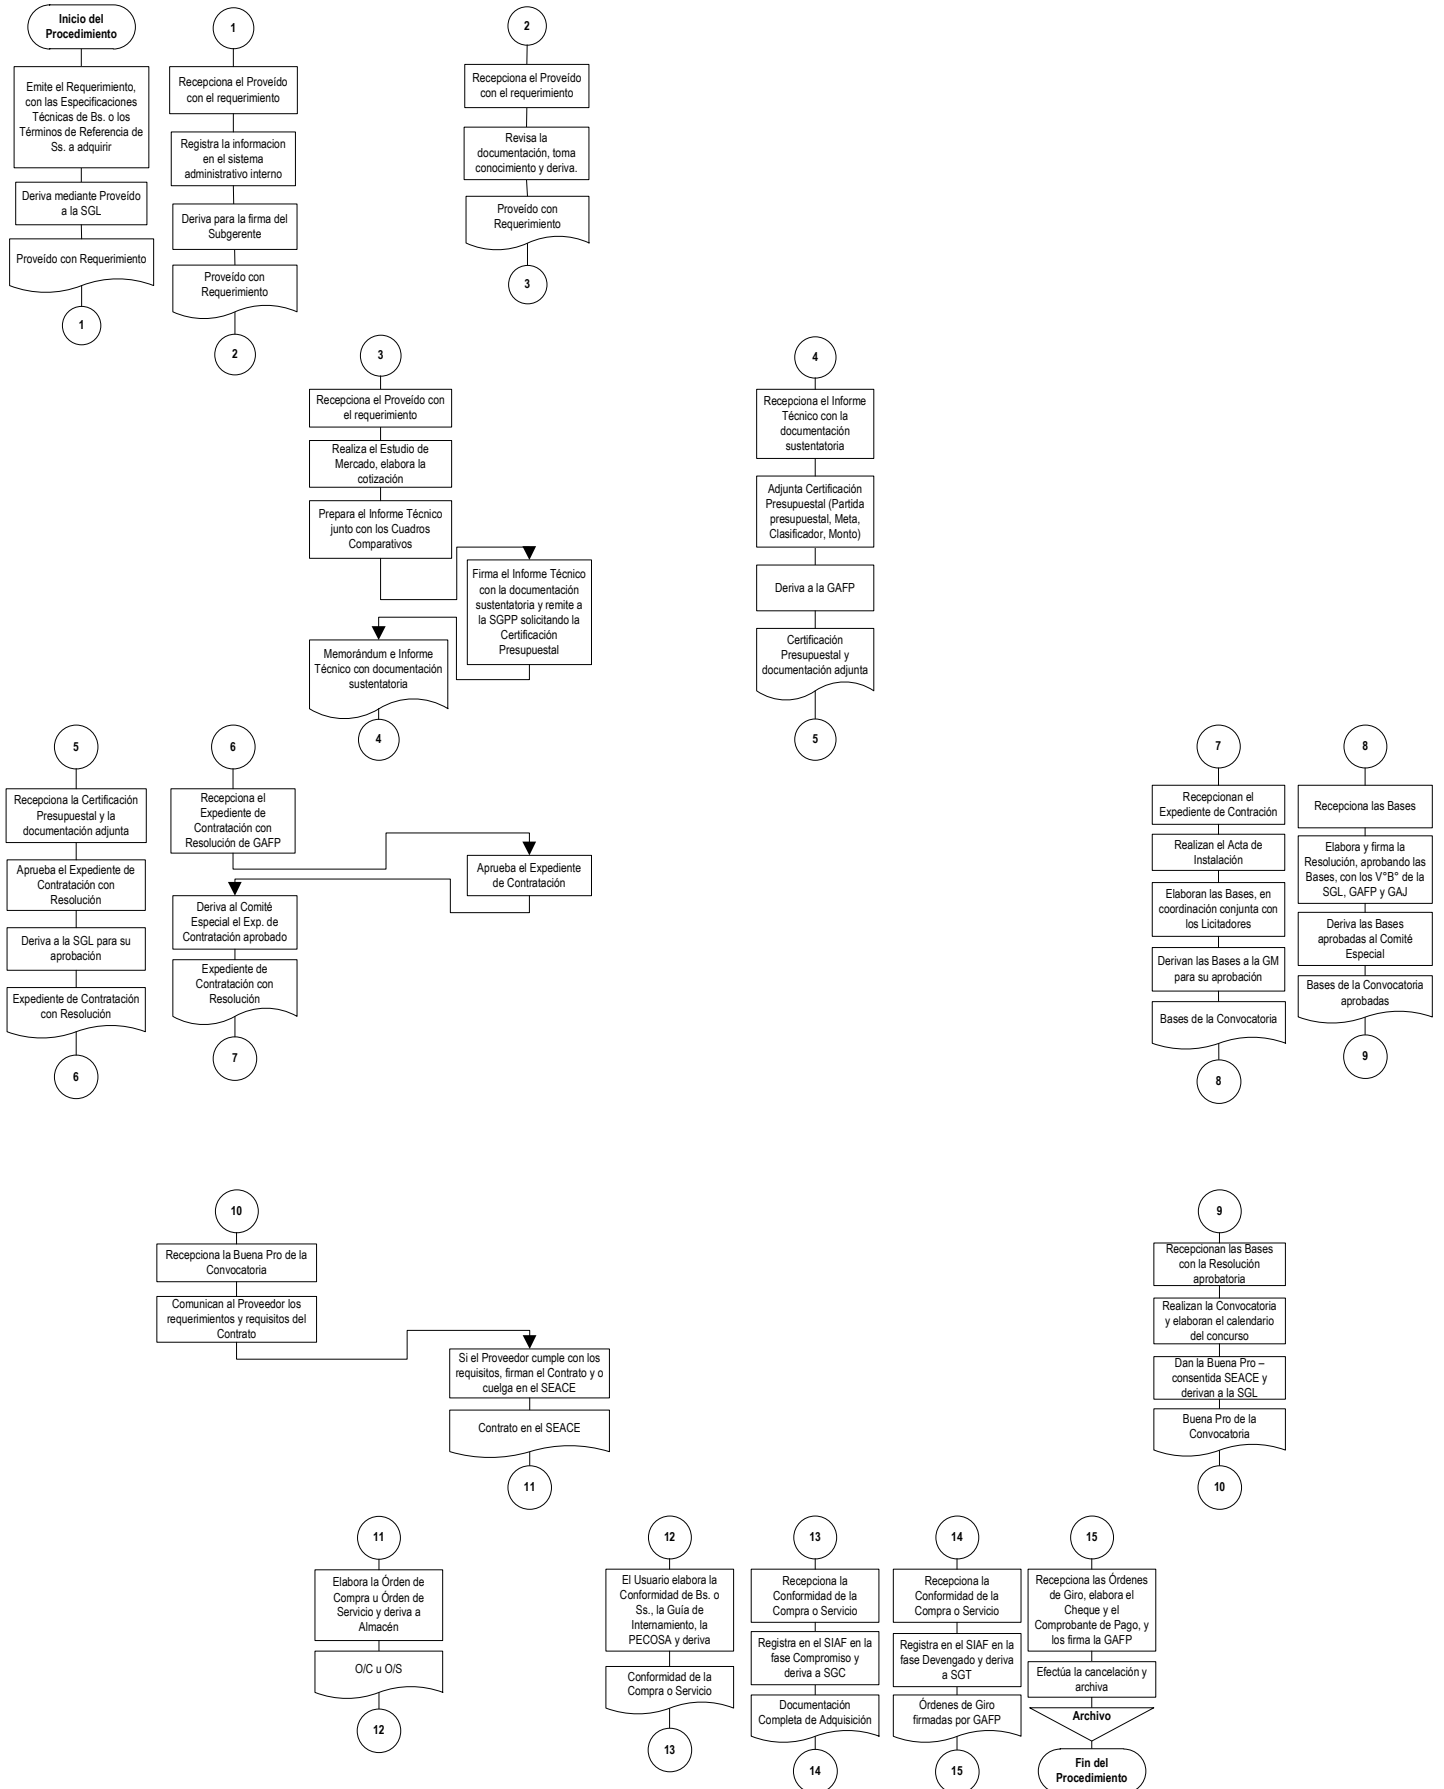 Inicio del
Procedimiento
Emite el Requerimiento,
con las Especificaciones
Técnicas de Bs. o los
Términos de Referencia de
Ss. a adquirir
Deriva mediante Proveído
a la SGL
Proveído con Requerimiento
1
1
Recepciona el Proveído
con el requerimiento
Registra la informacion
en el sistema
administrativo interno
Deriva para la firma del
Subgerente
Proveído con
Requerimiento
2
2
Recepciona el Proveído
con el requerimiento
Revisa la
documentación, toma
conocimiento y deriva.
Proveído con
Requerimiento
3
3
Recepciona el Proveído con
el requerimiento
Realiza el Estudio de
Mercado, elabora la
cotización
Prepara el Informe Técnico
junto con los Cuadros
Comparativos
Firma el Informe Técnico
con la documentación
sustentatoria y remite a
la SGPP solicitando la
Certificación
Presupuestal
Memorándum e Informe
Técnico con documentación
sustentatoria
4
4
Recepciona el Informe
Técnico con la
documentación
sustentatoria
Adjunta Certificación
Presupuestal (Partida
presupuestal, Meta,
Clasificador, Monto)
Deriva a la GAFP
Certificación
Presupuestal y
documentación adjunta
5
5
Recepciona la Certificación
Presupuestal y la
documentación adjunta
Aprueba el Expediente de
Contratación con
Resolución
Deriva a la SGL para su
aprobación
Expediente de Contratación
con Resolución
6
6
Recepciona el
Expediente de
Contratación con
Resolución de GAFP
Aprueba el Expediente
de Contratación
Deriva al Comité
Especial el Exp. de
Contratación aprobado
Expediente de
Contratación con
Resolución
7
7
Recepcionan el
Expediente de Contración
Realizan el Acta de
Instalación
Elaboran las Bases, en
coordinación conjunta con
los Licitadores
Derivan las Bases a la GM
para su aprobación
Bases de la Convocatoria
8
8
Recepciona las Bases
Elabora y firma la
Resolución, aprobando las
Bases, con los V°B° de la
SGL, GAFP y GAJ
Deriva las Bases
aprobadas al Comité
Especial
Bases de la Convocatoria
aprobadas
9
10
Recepciona la Buena Pro de la
Convocatoria
Comunican al Proveedor los
requerimientos y requisitos del
Contrato
Si el Proveedor cumple con los
requisitos, firman el Contrato y o
cuelga en el SEACE
Contrato en el SEACE
11
9
Recepcionan las Bases
con la Resolución
aprobatoria
Realizan la Convocatoria
y elaboran el calendario
del concurso
Dan la Buena Pro –
consentida SEACE y
derivan a la SGL
Buena Pro de la
Convocatoria
10
11
Elabora la Órden de
Compra u Órden de
Servicio y deriva a
Almacén
O/C u O/S
12
12
El Usuario elabora la
Conformidad de Bs. o
Ss., la Guía de
Internamiento, la
PECOSA y deriva
Conformidad de la
Compra o Servicio
13
13
Recepciona la
Conformidad de la
Compra o Servicio
Registra en el SIAF en la
fase Compromiso y
deriva a SGC
Documentación
Completa de Adquisición
14
14
Recepciona la
Conformidad de la
Compra o Servicio
Registra en el SIAF en la
fase Devengado y deriva
a SGT
Órdenes de Giro
firmadas por GAFP
15
15
Recepciona las Órdenes
de Giro, elabora el
Cheque y el
Comprobante de Pago, y
los firma la GAFP
Efectúa la cancelación y
archiva
Archivo
Fin del
Procedimiento